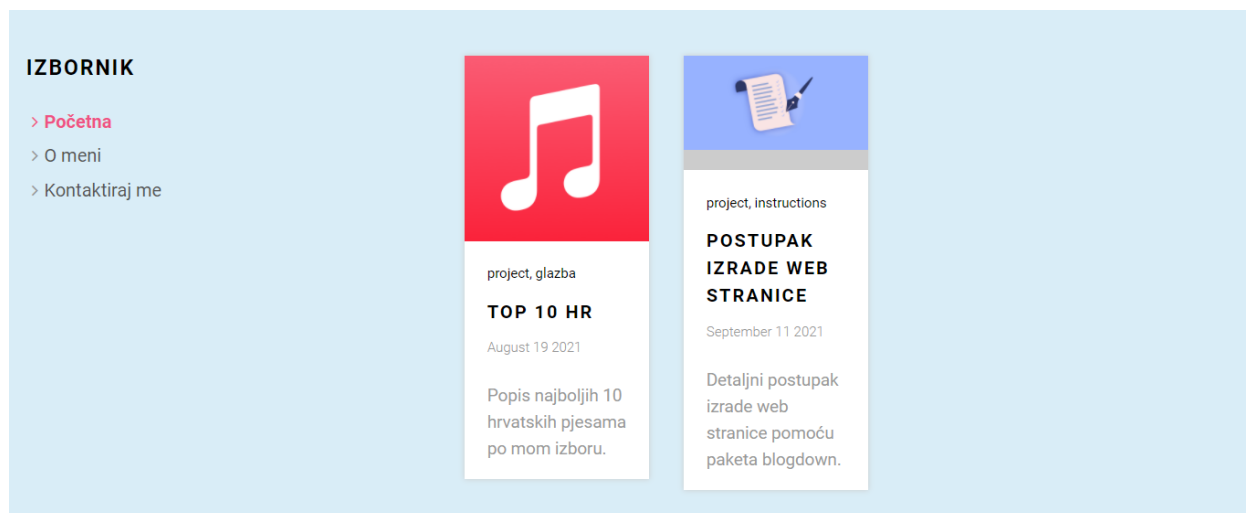 IZBORNIK
> Početna
> O meni
> Kontaktiraj me
project, glazba
TOP 10 HR
August 19 2021
Popis najboljih 10
hrvatskih pjesama
po mom izboru.
project, instructions
POSTUPAK
IZRADE WEB
STRANICE
September 11 2021
Detaljni postupak
izrade web
stranice pomoću
paketa blogdown.